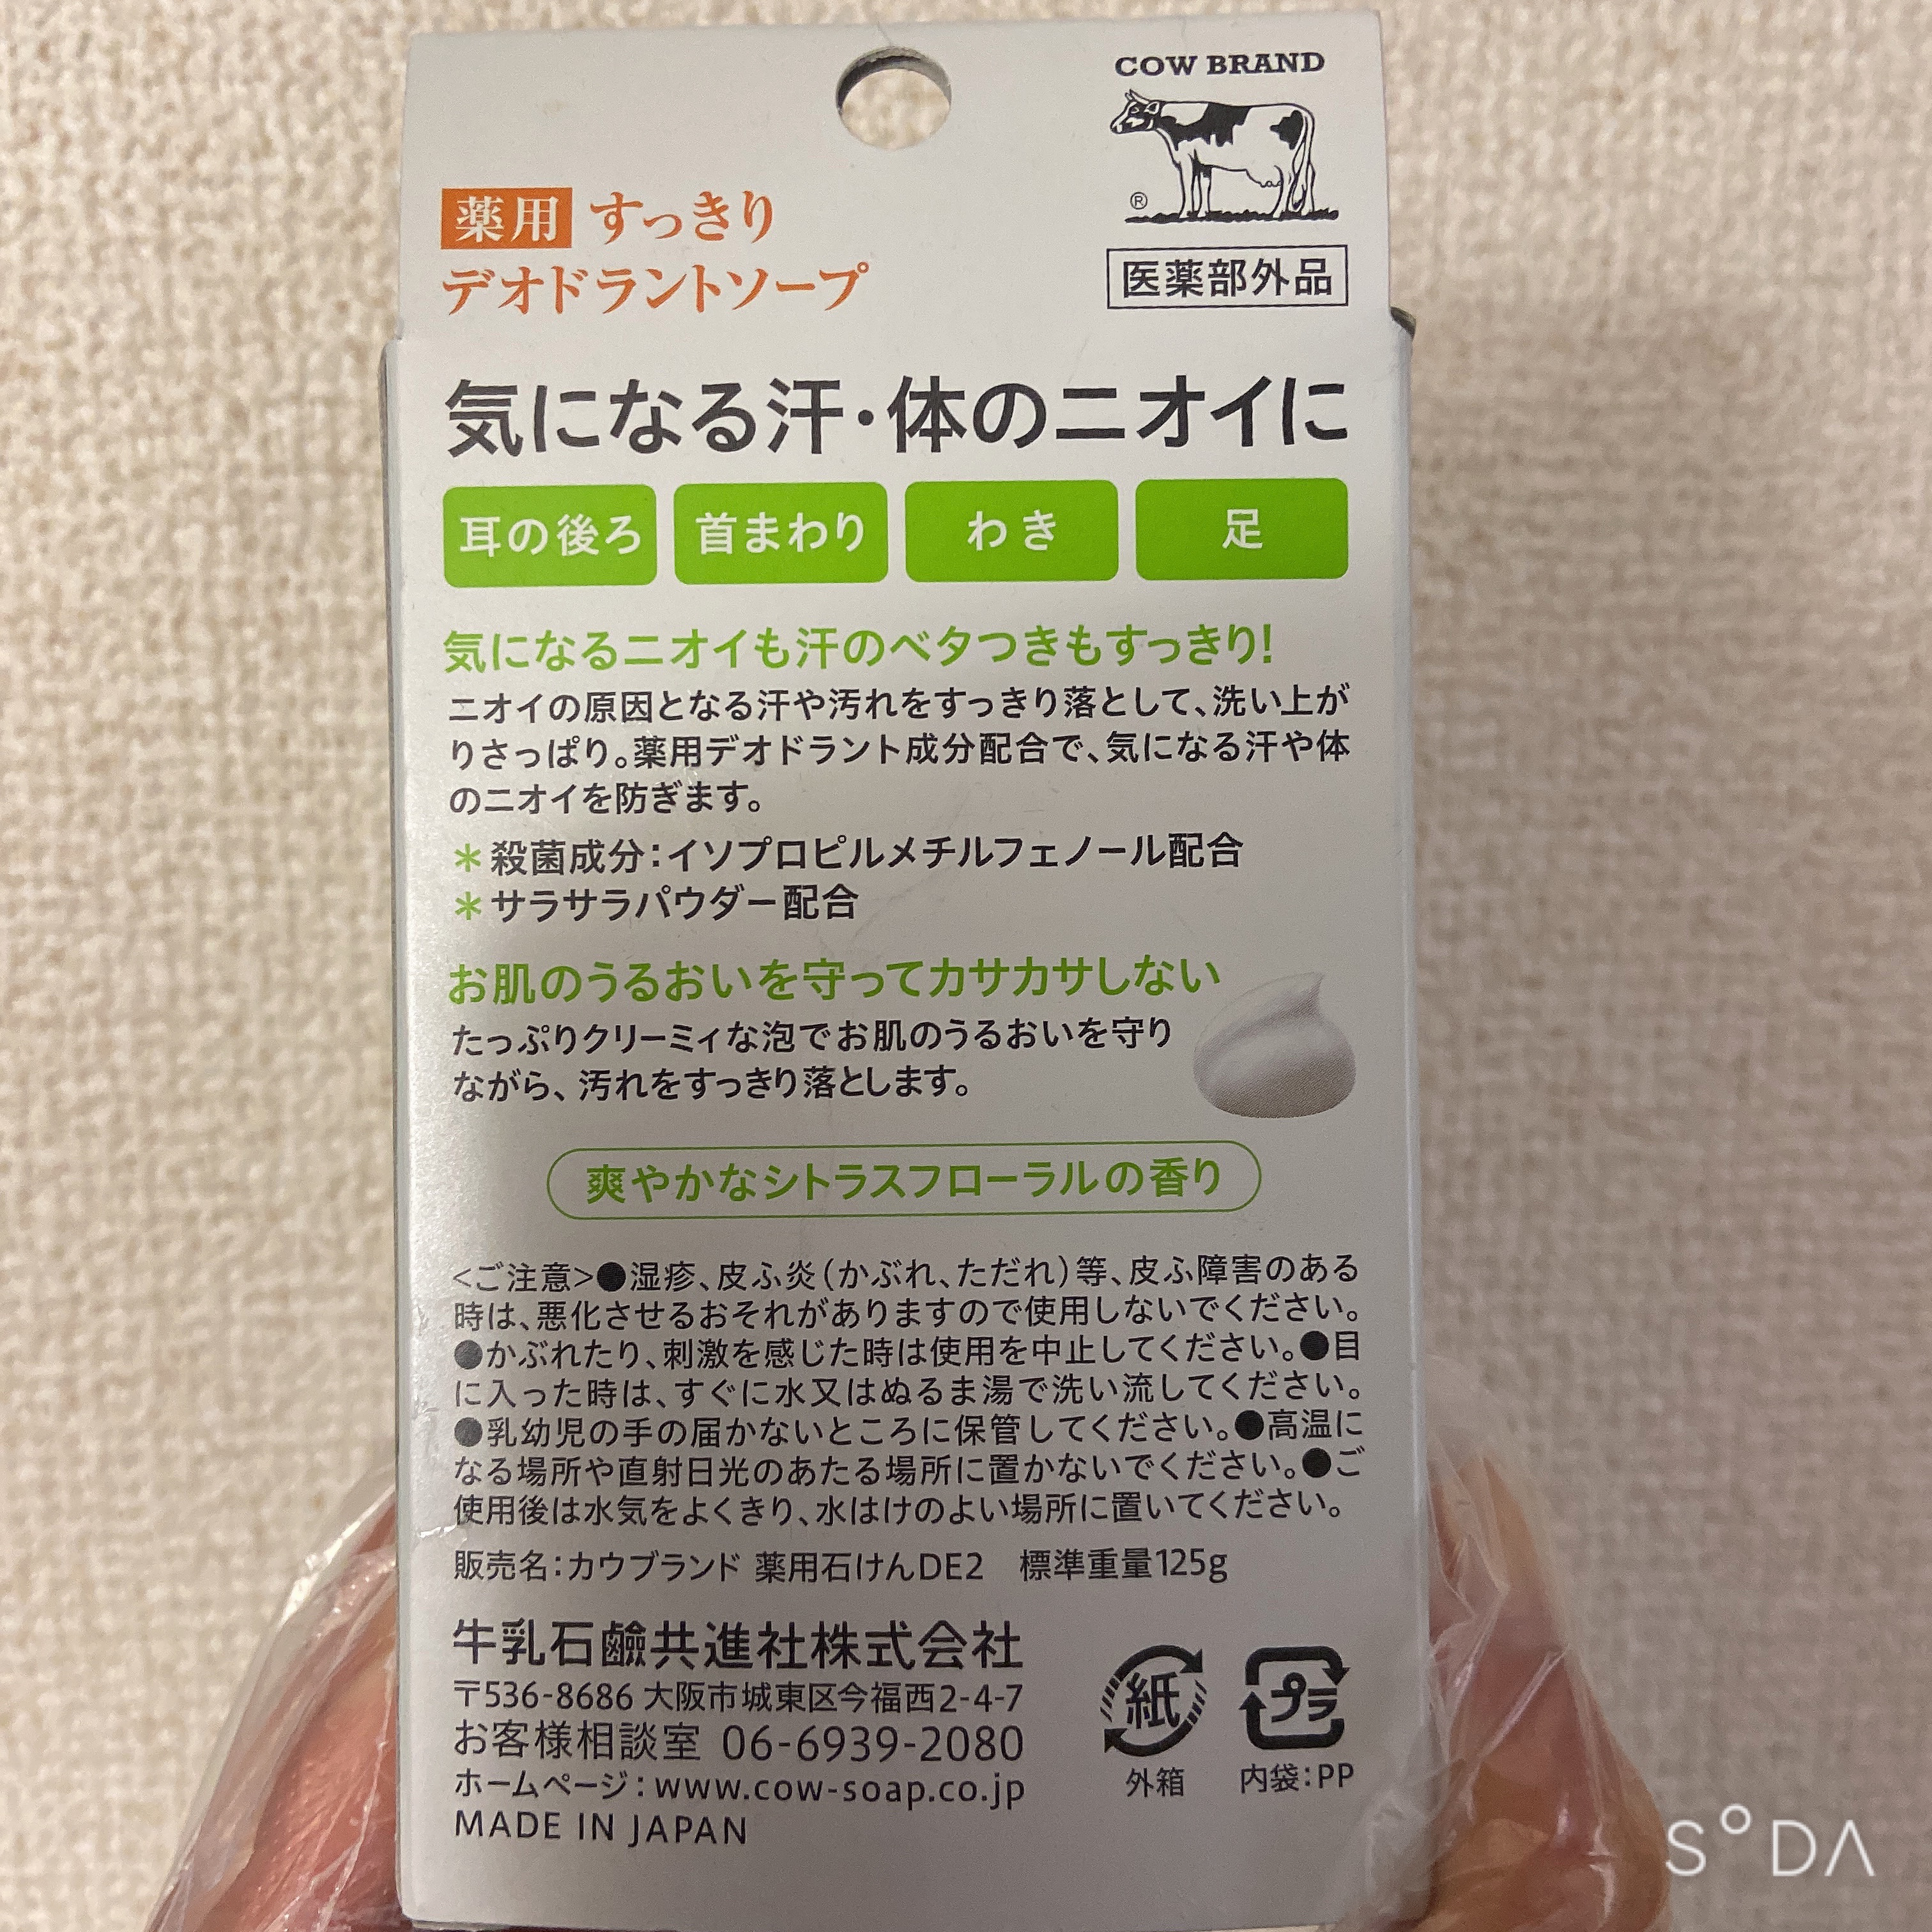 COW BRAND
®
薬用 すっきり
デオドラントソープ
医薬部外品
気になる汗・体のニオイに
耳の後ろ 首まわり わき 足
気になるニオイも汗のベタつきもすっきり!
ニオイの原因となる汗や汚れをすっきり落として、洗い上が
りさっぱり。薬用デオドラント成分配合で、気になる汗や体
のニオイを防ぎます。
＊殺菌成分：イソプロピルメチルフェノール配合
＊サラサラパウダー配合
お肌のうるおいを守ってカサカサしない
たっぷりクリーミィな泡でお肌のうるおいを守り
ながら、汚れをすっきり落とします。
爽やかなシトラスフローラルの香り
<ご注意>●湿疹、皮ふ炎（かぶれ、ただれ）等、皮ふ障害のある
時は、悪化させるおそれがありますので使用しないでください。
●かぶれたり、刺激を感じた時は使用を中止してください。●目
に入った時は、すぐに水又はぬるま湯で洗い流してください。
●乳幼児の手の届かないところに保管してください。●高温に
なる場所や直射日光のあたる場所に置かないでください。●ご
使用後は水気をよくきり、水はけのよい場所に置いてください。
販売名：カウブランド 薬用石けんDE2　標準重量125g
牛乳石鹼共進社株式会社
〒536-8686 大阪市城東区今福西2-4-7
お客様相談室 06-6939-2080
ホームページ：www.cow-soap.co.jp
MADE IN JAPAN
紙 プラ
外箱 内袋：PP
SODA